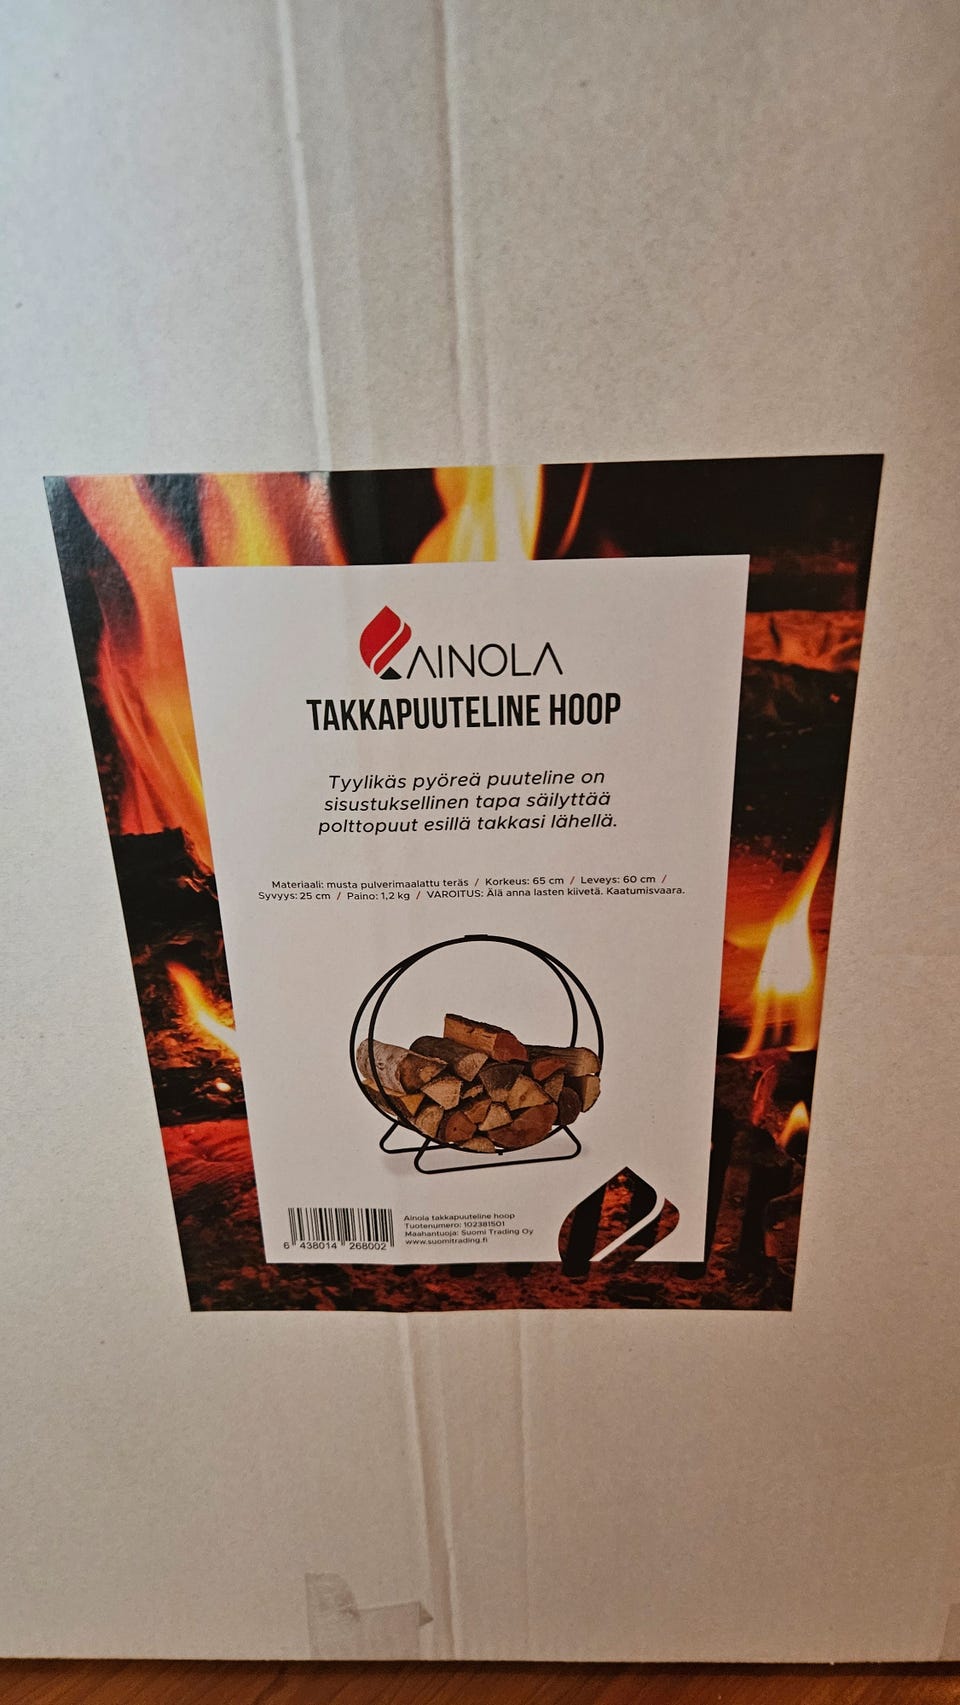 AINOLA
TAKKAPUUTELINE HOOP
Tyylikäs pyöreä puuteline on
sisustuksellinen tapa säilyttää
polttopuut esillä takkasi lähellä.
Materiaali: musta pulverimaalattu teräs / Korkeus: 65 cm / Leveys: 60 cm /
Syvyys: 25 cm / Paino: 1,2 kg / VAROITUS: Älä anna lasten kiivetä. Kaatumisvaara.
6 438014 268002
Ainola takkapuuteline hoop
Tuotenumero: 102381501
Maahantuoja: Suomi Trading Oy
www.suomitrading.fi